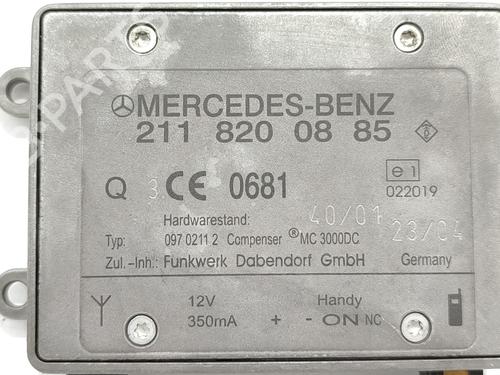 MERCEDES-BENZ
211 820 08 85
Q 3 CE 0681
e1
022019
Hardwarestand: 40/01 23/04
Typ: 097 0211 2 Compenser ® MC 3000DC
Zul.-Inh.: Funkwerk Dabendorf GmbH Germany
12V Handy
350mA + - ON NC